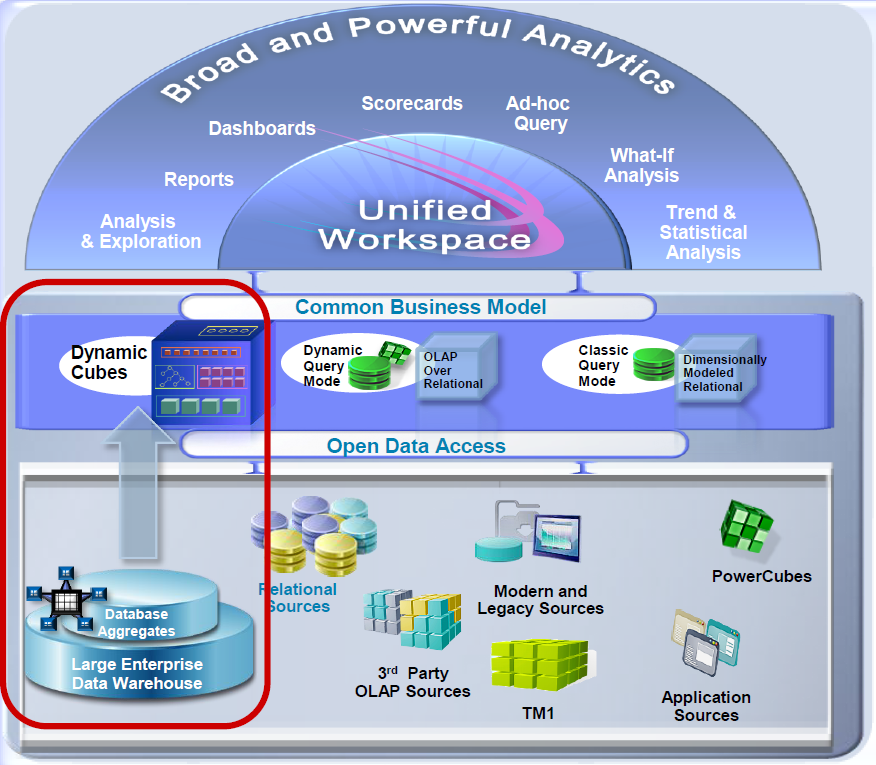 Broad and Powerful Analytics
Scorecards
Ad-hoc
Query
Dashboards
What-If
Analysis
Reports
Analysis
& Exploration
Trend &
Statistical
Analysis
Unified
Workspace
Common Business Model
Dynamic
Cubes
Dynamic
Query
Mode
OLAP
Over
Relational
Classic
Query
Mode
Dimensionally
Modeled
Relational
Open Data Access
Relational
Sources
Modern and
Legacy Sources
PowerCubes
Database
Aggregates
Large Enterprise
Data Warehouse
3rd Party
OLAP Sources
TM1
Application
Sources